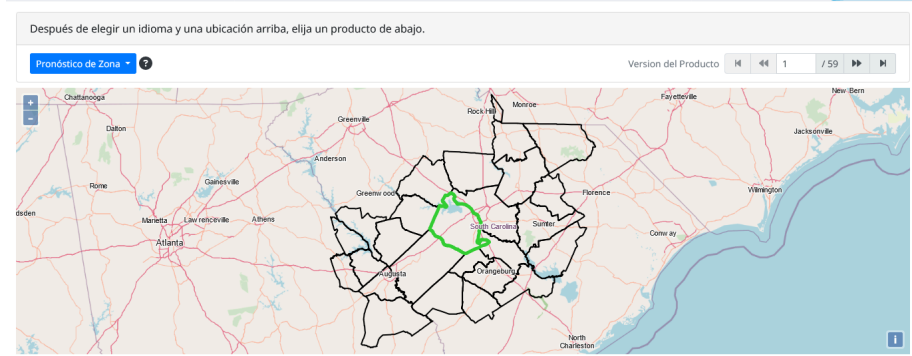 Después de elegir un idioma y una ubicación arriba, elija un producto de abajo.
Pronóstico de Zona ?
Version del Producto 1 / 59
+
-
Chattanooga
Dalton
Rome
Gainesville
dsden
Marietta
Lawrenceville
Athens
Atlanta
Greenville
Anderson
Greenwood
Rock Hill
Monroe
Fayetteville
New Bern
Jacksonville
Wilmington
Florence
South Carolina
Sumter
Conway
Augusta
Orangeburg
North
Charleston
i